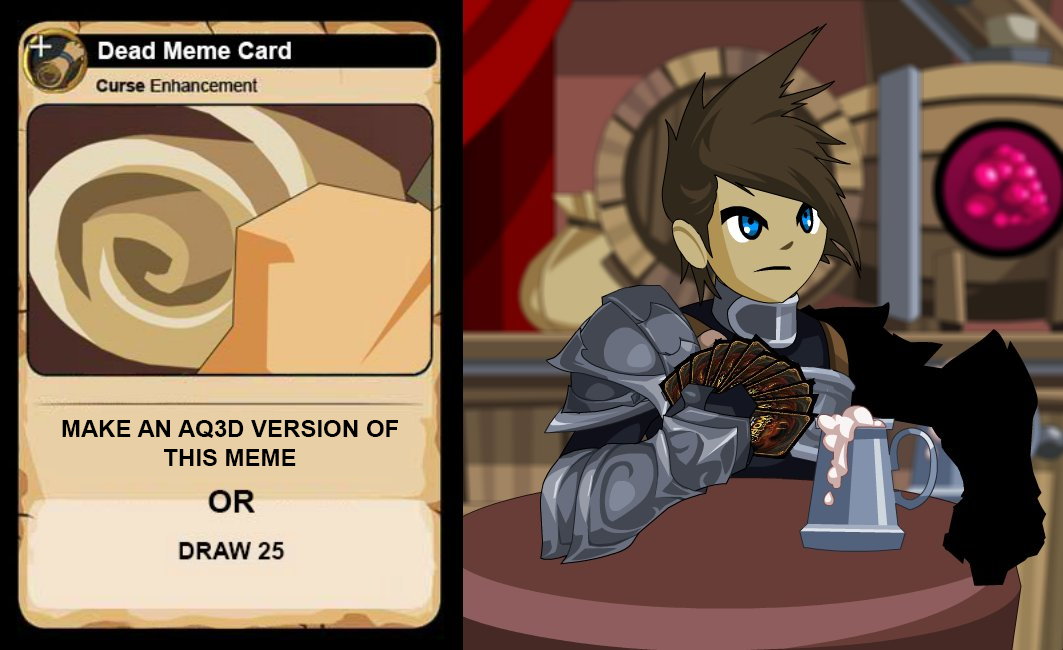 Dead Meme Card
Curse Enhancement
MAKE AN AQ3D VERSION OF
THIS MEME
OR
DRAW 25